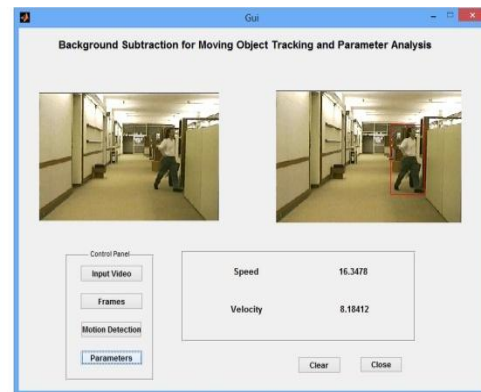 Gui
Background Subtraction for Moving Object Tracking and Parameter Analysis
Control Panel
Input Video
Frames
Motion Detection
Parameters
Speed 16.3478
Velocity 8.18412
Clear Close